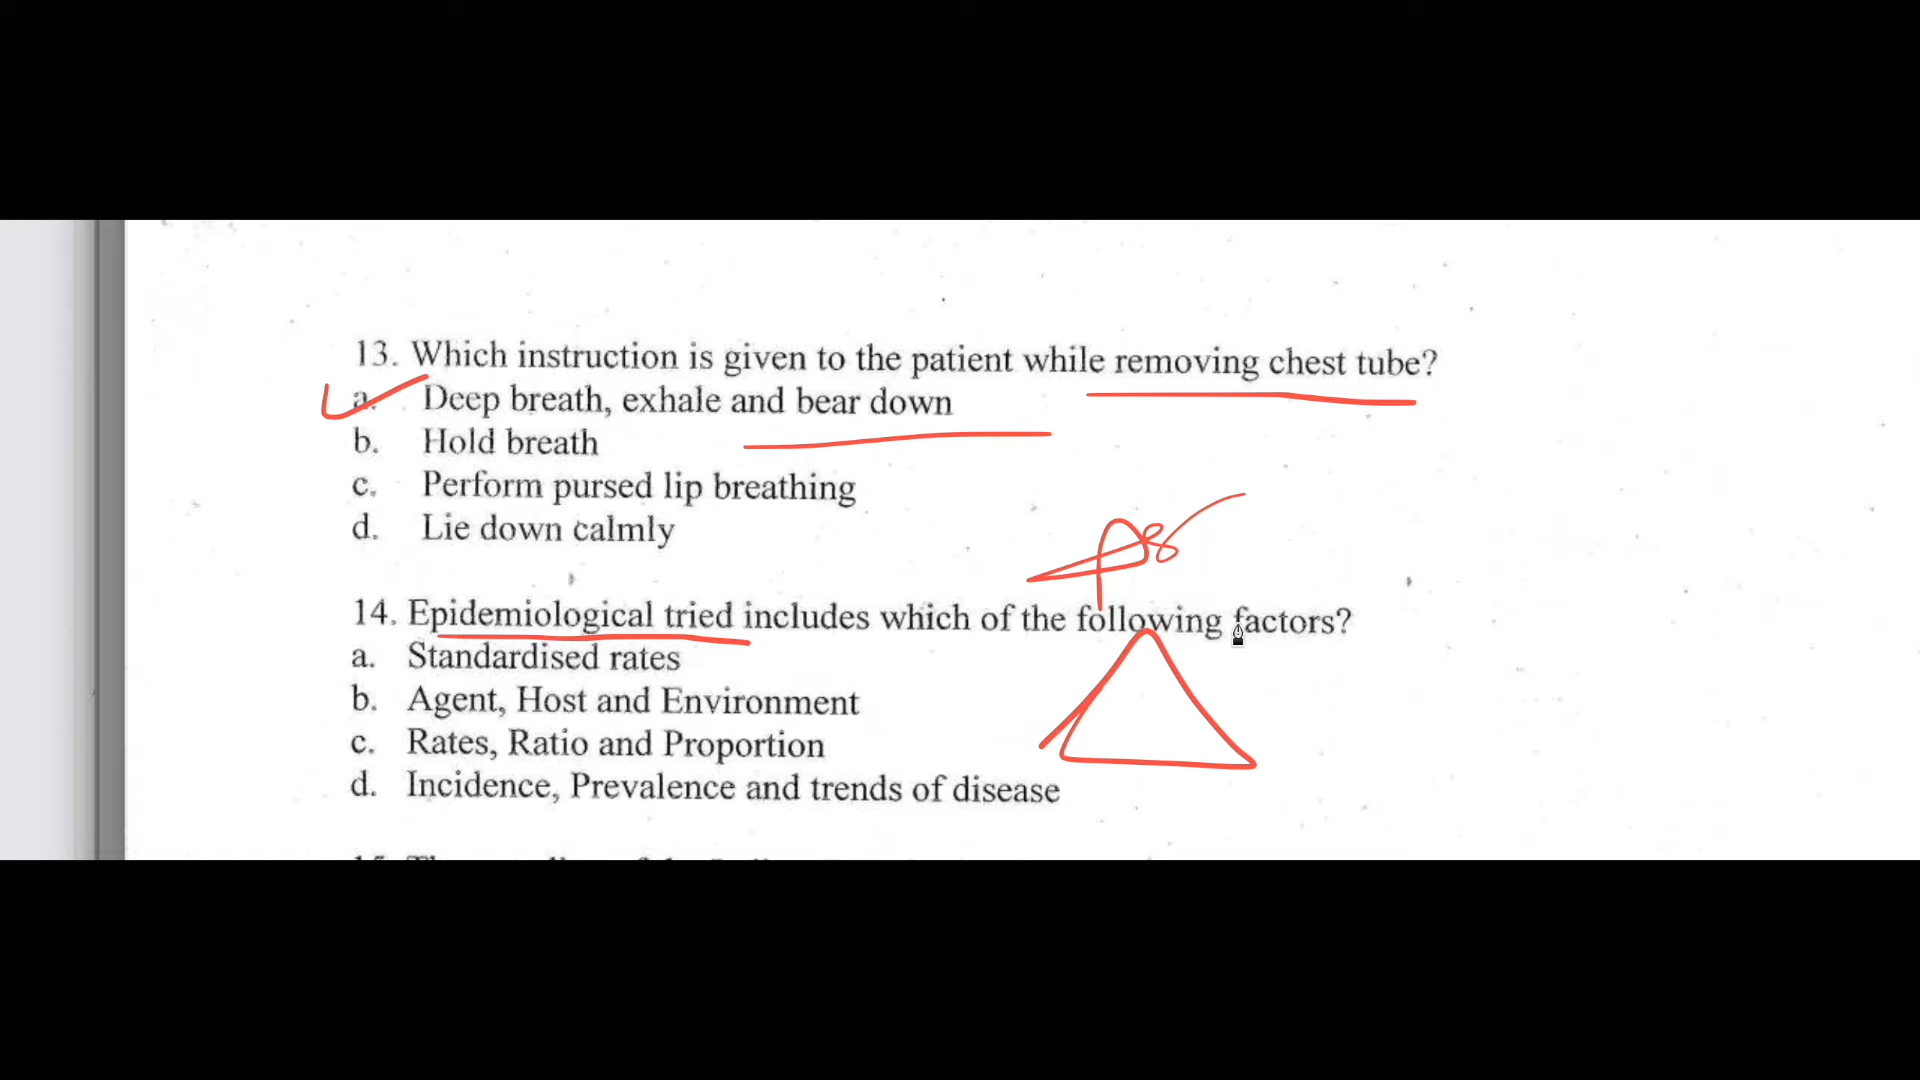 13. Which instruction is given to the patient while removing chest tube?
a. Deep breath, exhale and bear down
b. Hold breath
c. Perform pursed lip breathing
d. Lie down calmly
14. Epidemiological tried includes which of the following factors?
a. Standardised rates
b. Agent, Host and Environment
c. Rates, Ratio and Proportion
d. Incidence, Prevalence and trends of disease